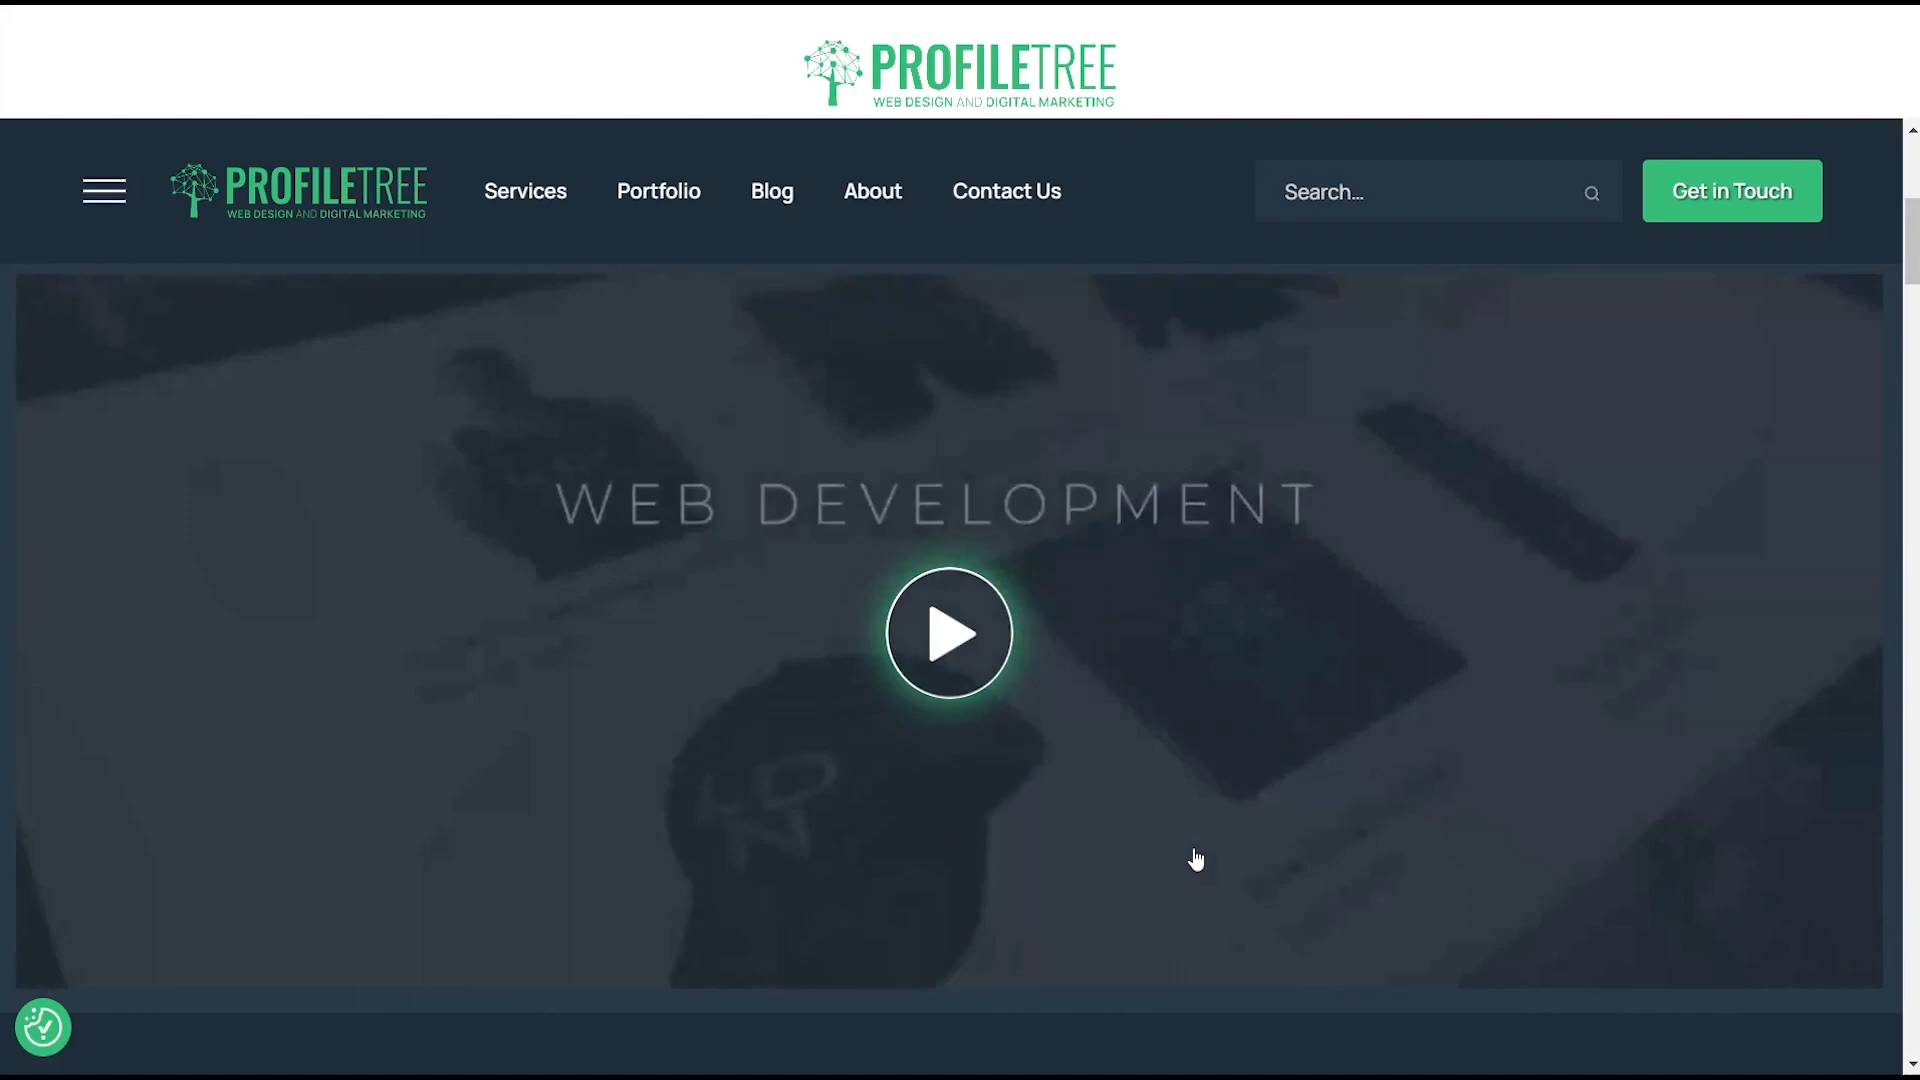 PROFILETREE
WEB DESIGN AND DIGITAL MARKETING
PROFILETREE
WEB DESIGN AND DIGITAL MARKETING
Services
Portfolio
Blog
About
Contact Us
Search...
Get in Touch
WEB DEVELOPMENT
LDN